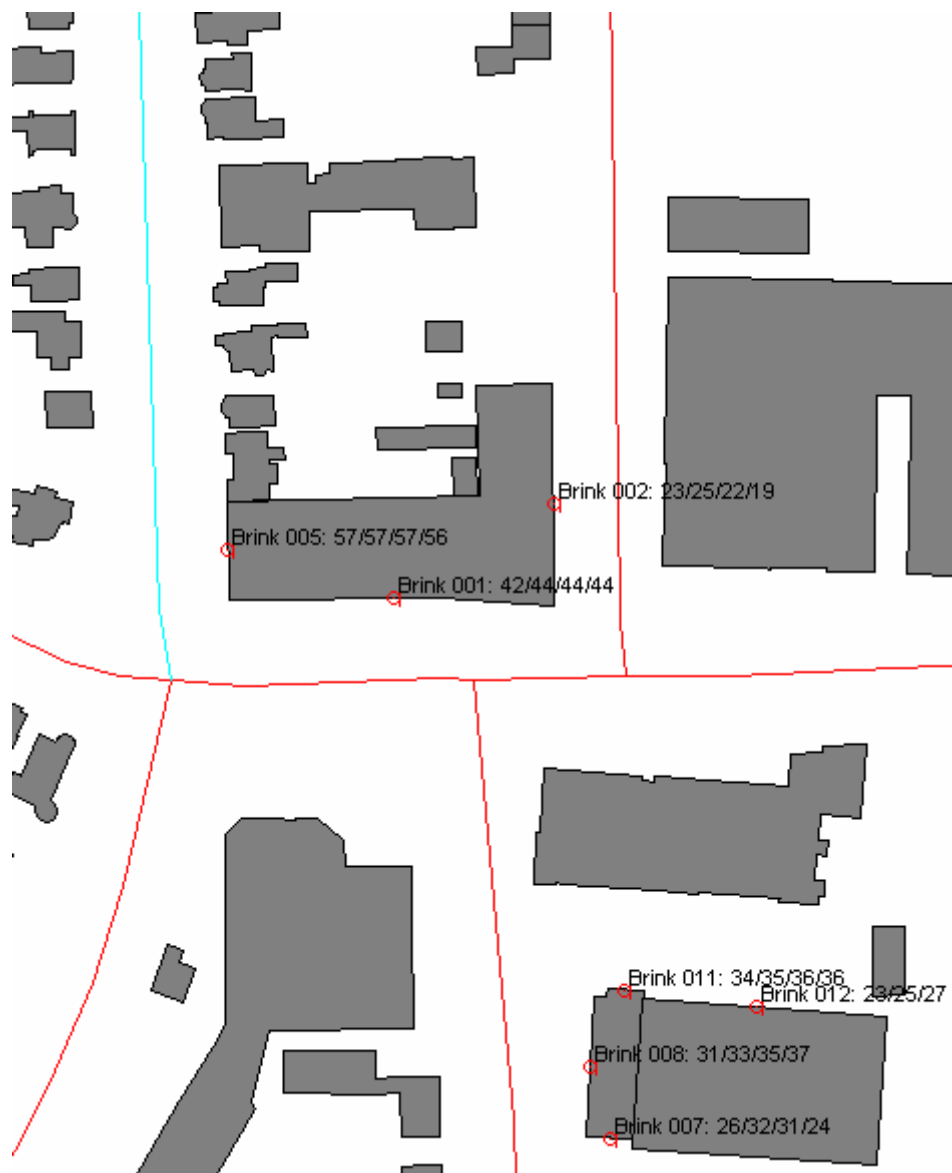 Brink 002: 23/25/22/19
Brink 005: 57/57/57/56
Brink 001: 42/44/44/44
Brink 011: 34/35/36/36
Brink 012: 23/25/27
Brink 008: 31/33/35/37
Brink 007: 26/32/31/24